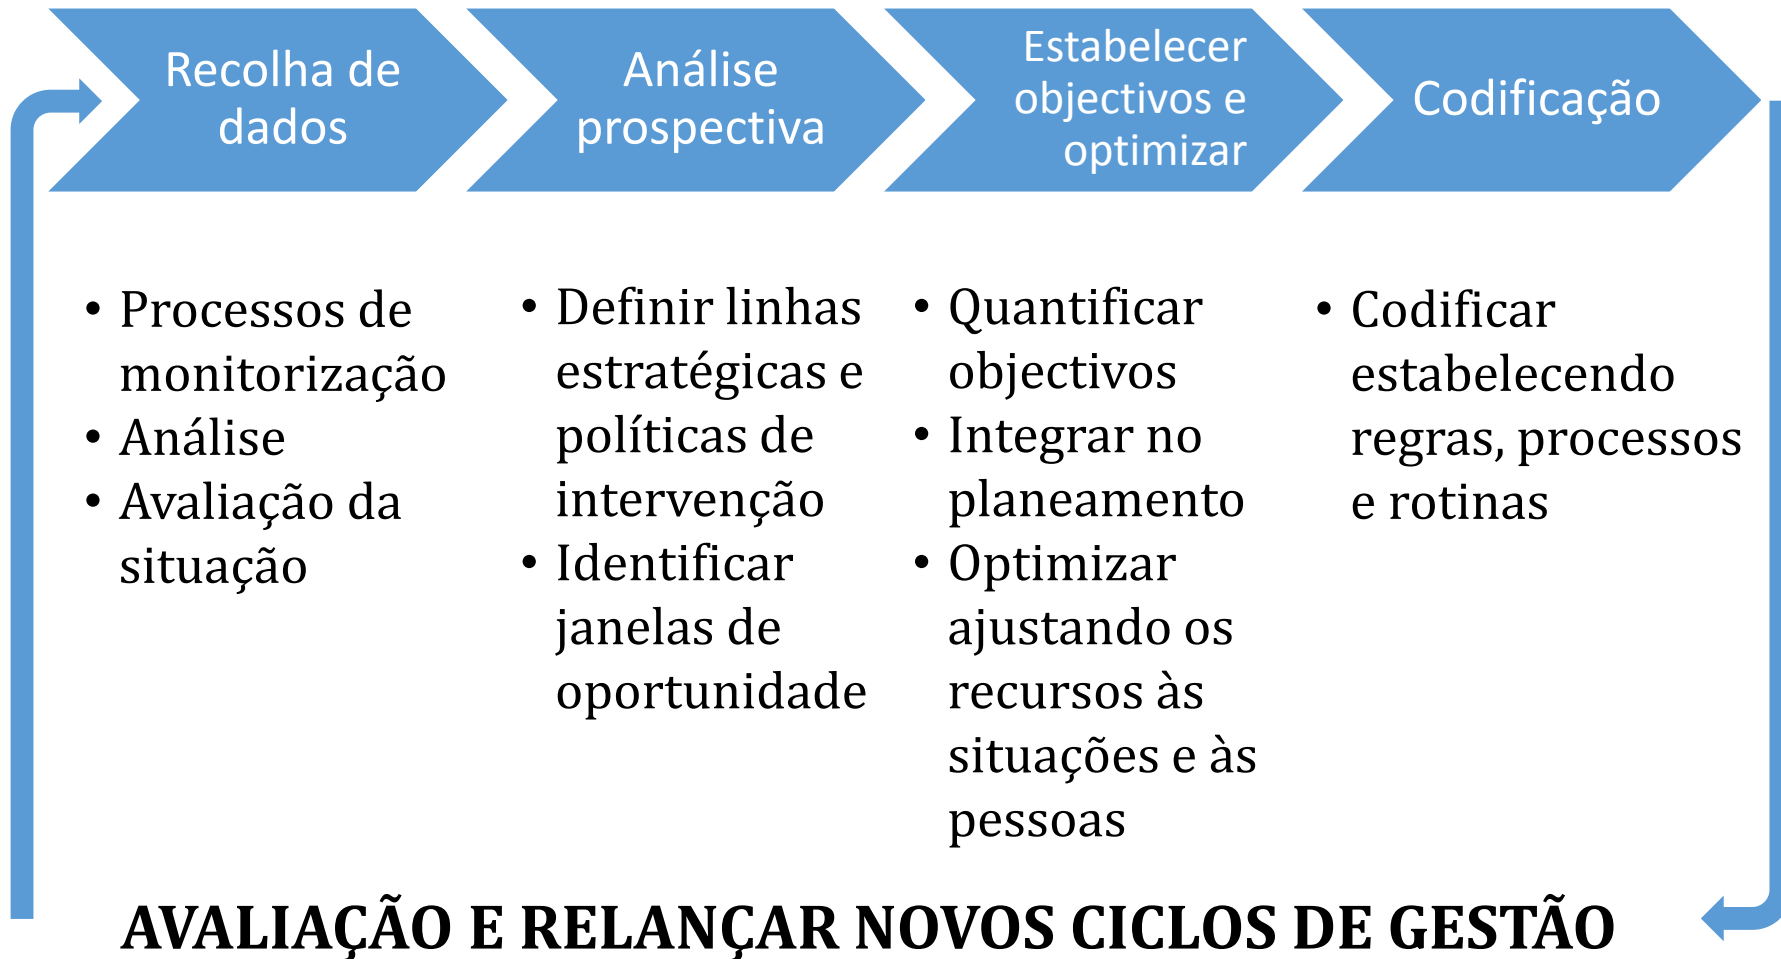 Recolha de
dados
Análise
prospectiva
Estabelecer
objectivos e
optimizar
Codificação
• Processos de
monitorização
• Análise
• Avaliação da
situação
• Definir linhas
estratégicas e
políticas de
intervenção
• Identificar
janelas de
oportunidade
• Quantificar
objectivos
• Integrar no
planeamento
• Optimizar
ajustando os
recursos às
situações e às
pessoas
• Codificar
estabelecendo
regras, processos
e rotinas
AVALIAÇÃO E RELANÇAR NOVOS CICLOS DE GESTÃO